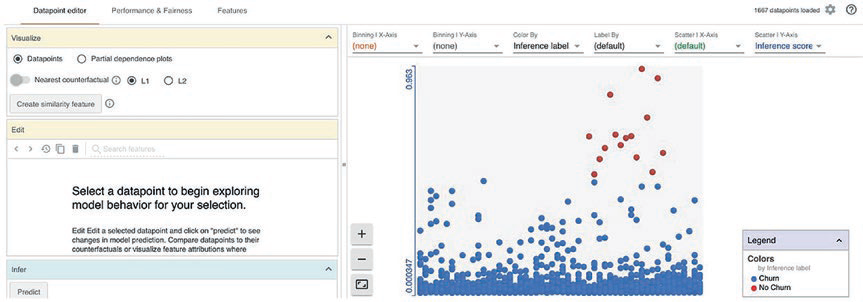 Datapoint editor Performance & Fairness Features 1667 datapoints loaded
Visualize
Datapoints Partial dependence plots
Nearest counterfactual L1 L2
Create similarity feature
Edit
Search features
Select a datapoint to begin exploring
model behavior for your selection.
Edit Edit a selected datapoint and click on "predict" to see
changes in model prediction. Compare datapoints to their
counterfactuals or visualize feature attributions where
Infer
Predict
Binning | X-Axis Binning | Y-Axis Color By Label By Scatter | X-Axis Scatter | Y-Axis
(none) (none) Inference label (default) (default) Inference score
0.963
0.000347
Legend
Colors
by Inference label
Churn
No Churn